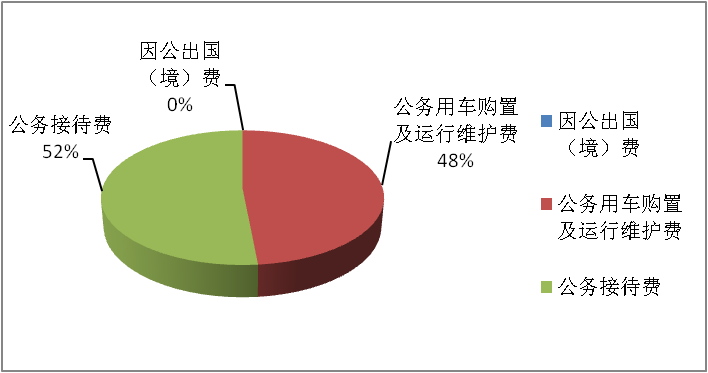 因公出国
（境）费
0%
公务用车购置
及运行维护费
48%
公务接待费
52%
因公出国
（境）费
公务用车购置
及运行维护费
公务接待费